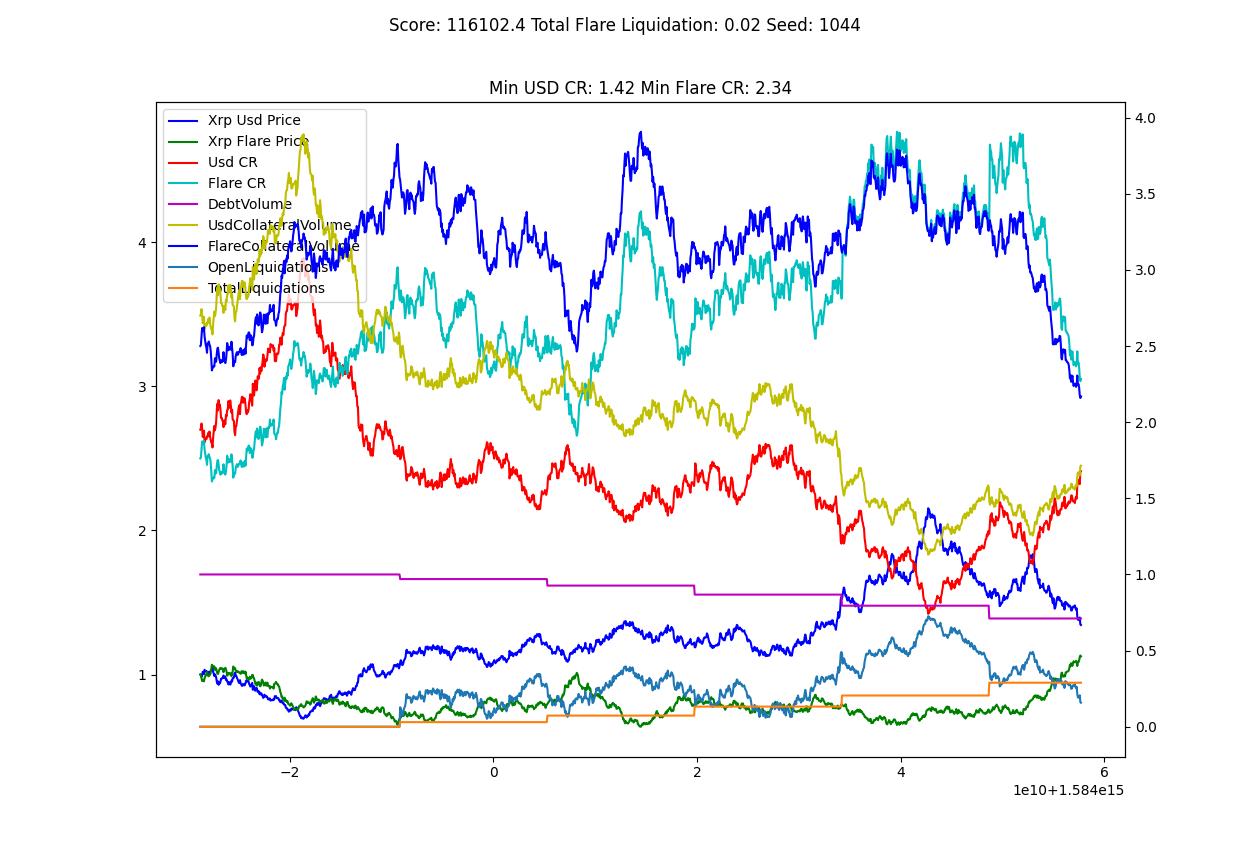 Score: 116102.4 Total Flare Liquidation: 0.02 Seed: 1044
Min USD CR: 1.42 Min Flare CR: 2.34
Xrp Usd Price
Xrp Flare Price
Usd CR
Flare CR
DebtVolume
UsdCollateralVolume
FlareCollateralVolume
OpenLiquidations
TotalLiquidations
4
3
2
1
4.0
3.5
3.0
2.5
2.0
1.5
1.0
0.5
0.0
−2
0
2
4
6
1e10+1.584e15